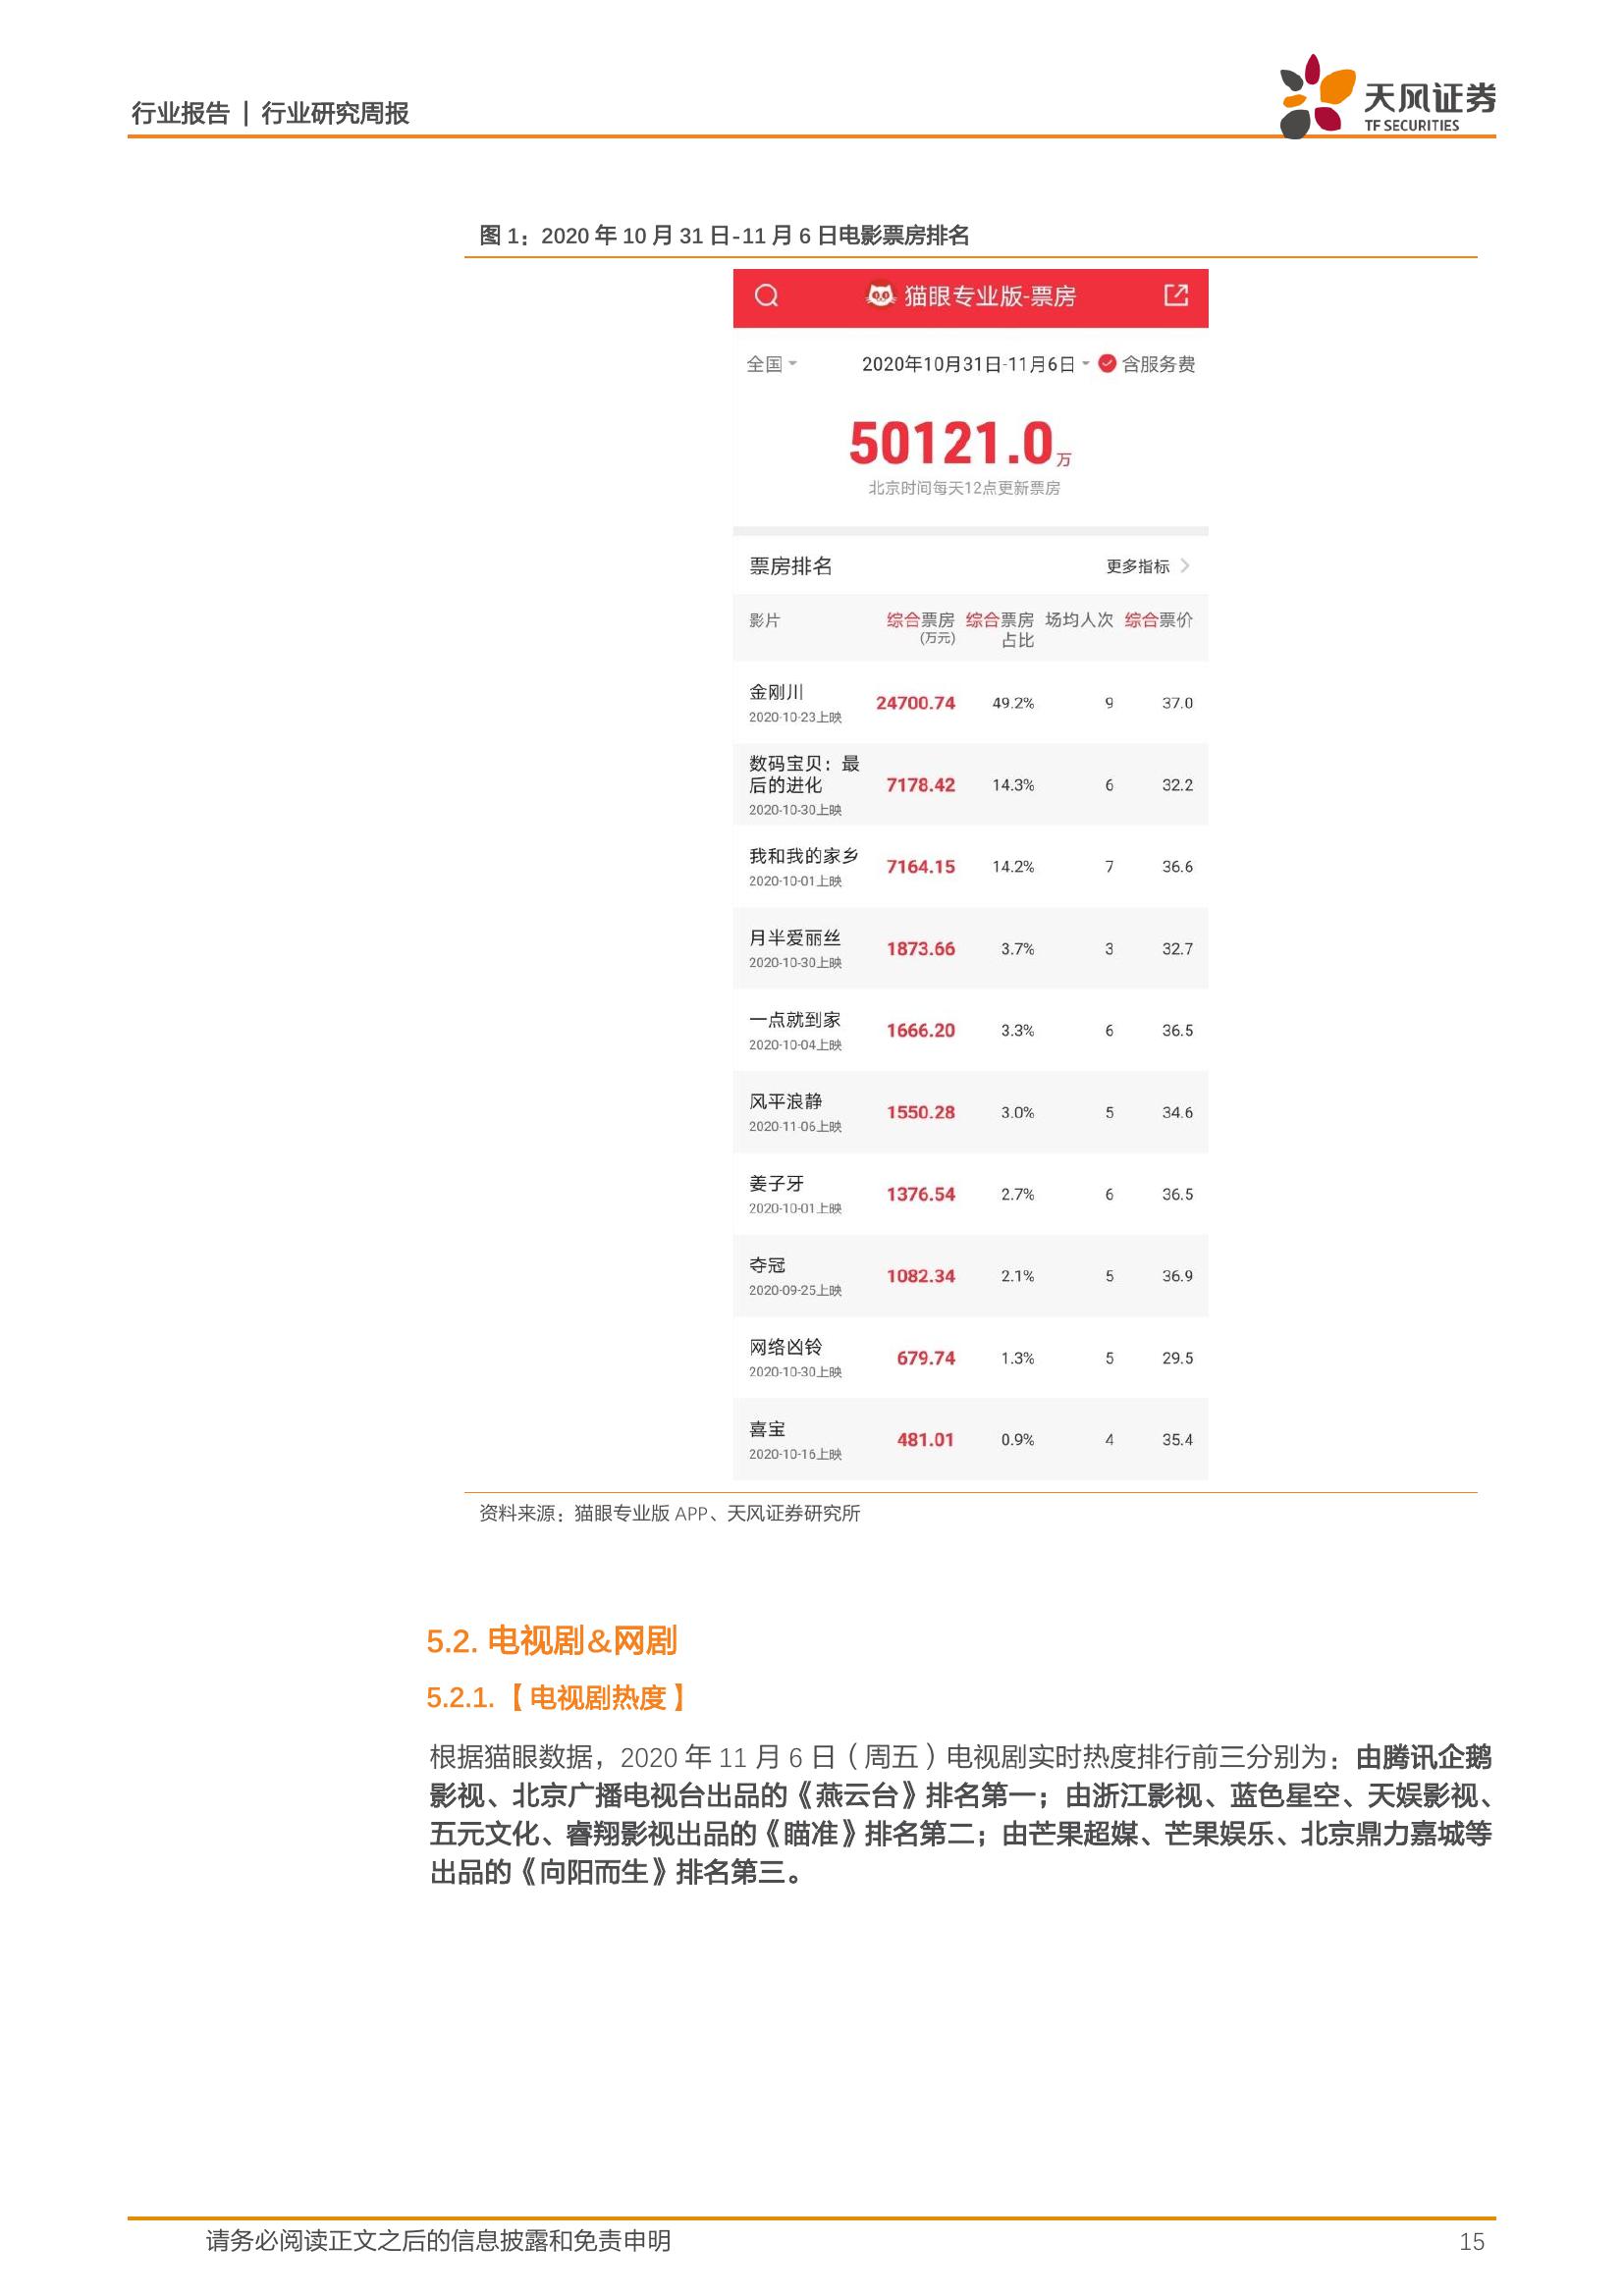 行业报告 | 行业研究周报
天风证券
TF SECURITIES
图 1：2020 年 10 月 31 日-11 月 6 日电影票房排名
猫眼专业版-票房
全国 2020年10月31日-11月6日 含服务费
50121.0万
北京时间每天12点更新票房
票房排名 更多指标
影片 综合票房 综合票房 场均人次 综合票价
(万元) 占比
金刚川
2020-10-23上映 24700.74 49.2% 9 37.0
数码宝贝：最
后的进化 7178.42 14.3% 6 32.2
2020-10-30上映
我和我的家乡
2020-10-01上映 7164.15 14.2% 7 36.6
月半爱丽丝
2020-10-30上映 1873.66 3.7% 3 32.7
一点就到家
2020-10-04上映 1666.20 3.3% 6 36.5
风平浪静
2020-11-06上映 1550.28 3.0% 5 34.6
姜子牙
2020-10-01上映 1376.54 2.7% 6 36.5
夺冠
2020-09-25上映 1082.34 2.1% 5 36.9
网络凶铃
2020-10-30上映 679.74 1.3% 5 29.5
喜宝
2020-10-16上映 481.01 0.9% 4 35.4
资料来源：猫眼专业版 APP、天风证券研究所
5.2. 电视剧&网剧
5.2.1.【电视剧热度】
根据猫眼数据，2020 年 11 月 6 日（周五）电视剧实时热度排行前三分别为：由腾讯企鹅
影视、北京广播电视台出品的《燕云台》排名第一；由浙江影视、蓝色星空、天娱影视、
五元文化、睿翔影视出品的《瞄准》排名第二；由芒果超媒、芒果娱乐、北京鼎力嘉城等
出品的《向阳而生》排名第三。
请务必阅读正文之后的信息披露和免责申明 15